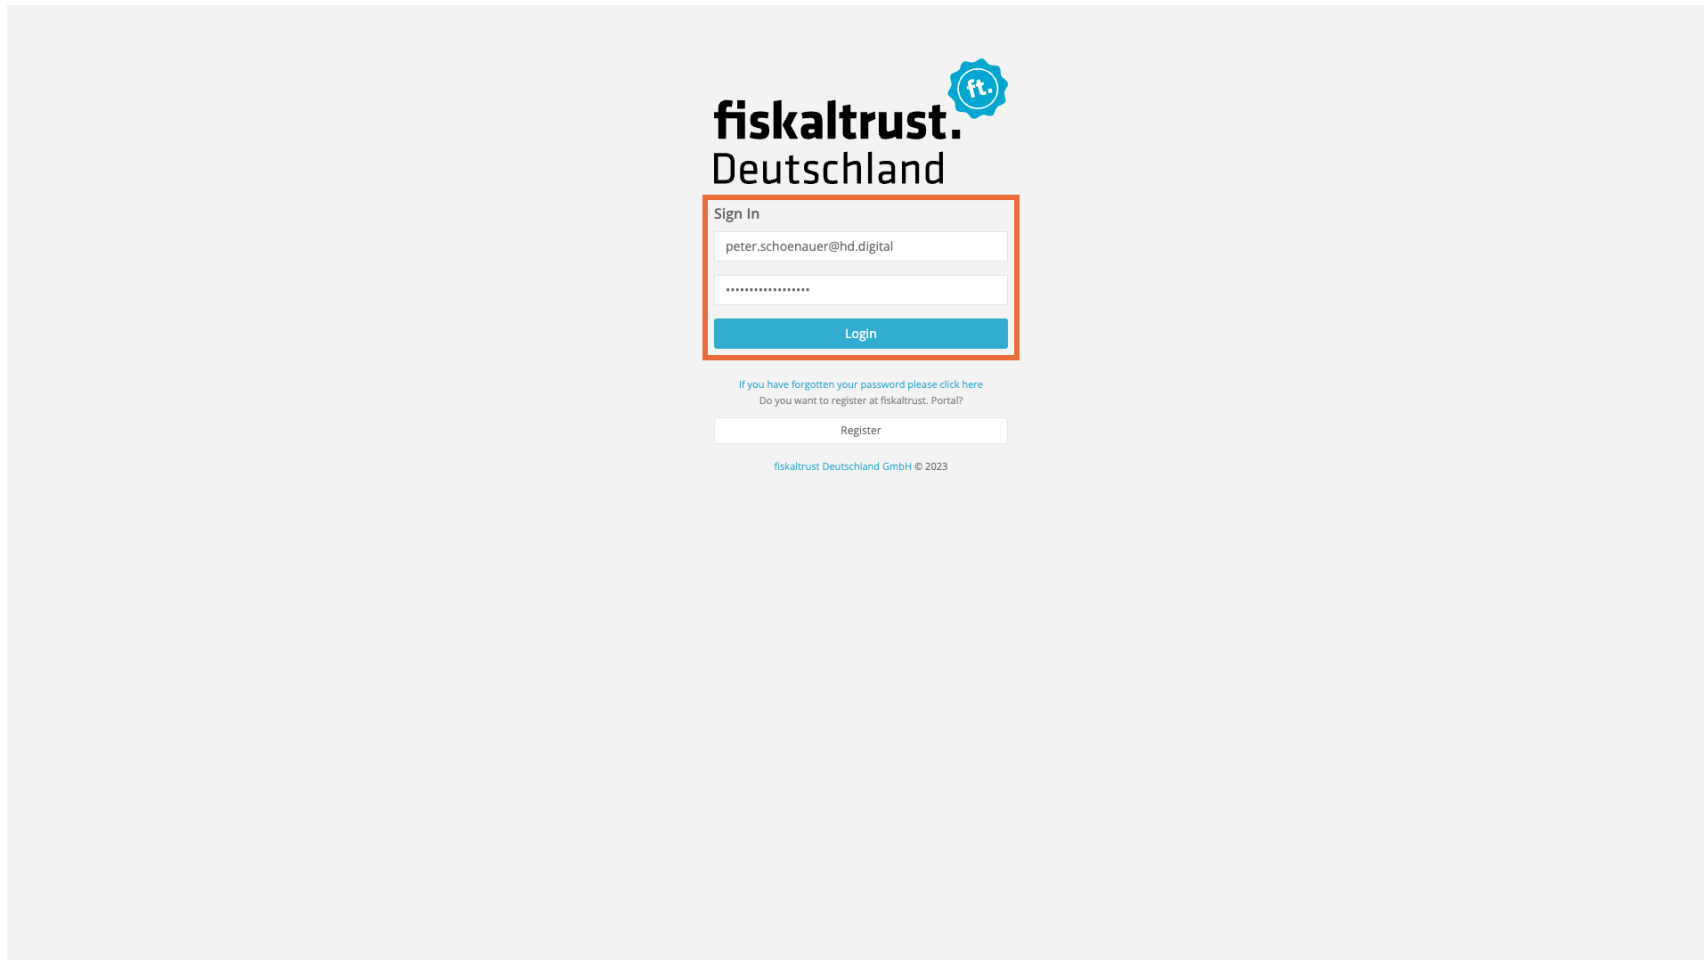 ft.
fiskaltrust.
Deutschland
Sign In
peter.schoenauer@hd.digital
••••••••••••••••••
Login
If you have forgotten your password please click here
Do you want to register at fiskaltrust. Portal?
Register
fiskaltrust Deutschland GmbH © 2023